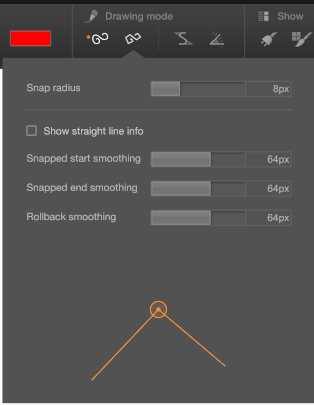 Drawing mode
Show
Snap radius
8px
Show straight line info
Snapped start smoothing
64px
Snapped end smoothing
64px
Rollback smoothing
64px